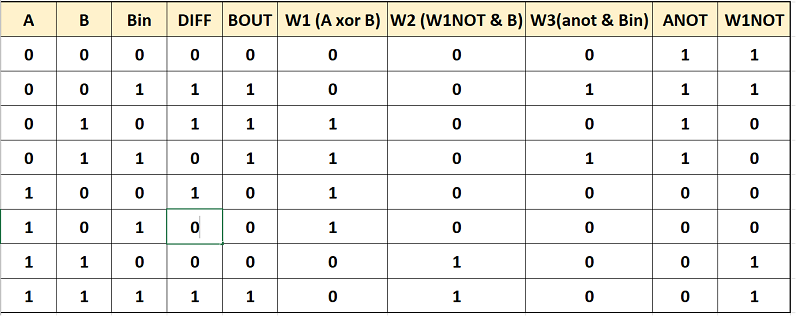 A B Bin DIFF BOUT W1 (A xor B) W2 (W1NOT & B) W3(anot & Bin) ANOT W1NOT
0 0 0 0 0 0 0 0 1 1
0 0 1 1 1 0 0 1 1 1
0 1 0 1 1 1 0 0 1 0
0 1 1 0 1 1 0 1 1 0
1 0 0 1 0 1 0 0 0 0
1 0 1 0 0 1 0 0 0 0
1 1 0 0 0 0 1 0 0 1
1 1 1 1 1 0 1 0 0 1